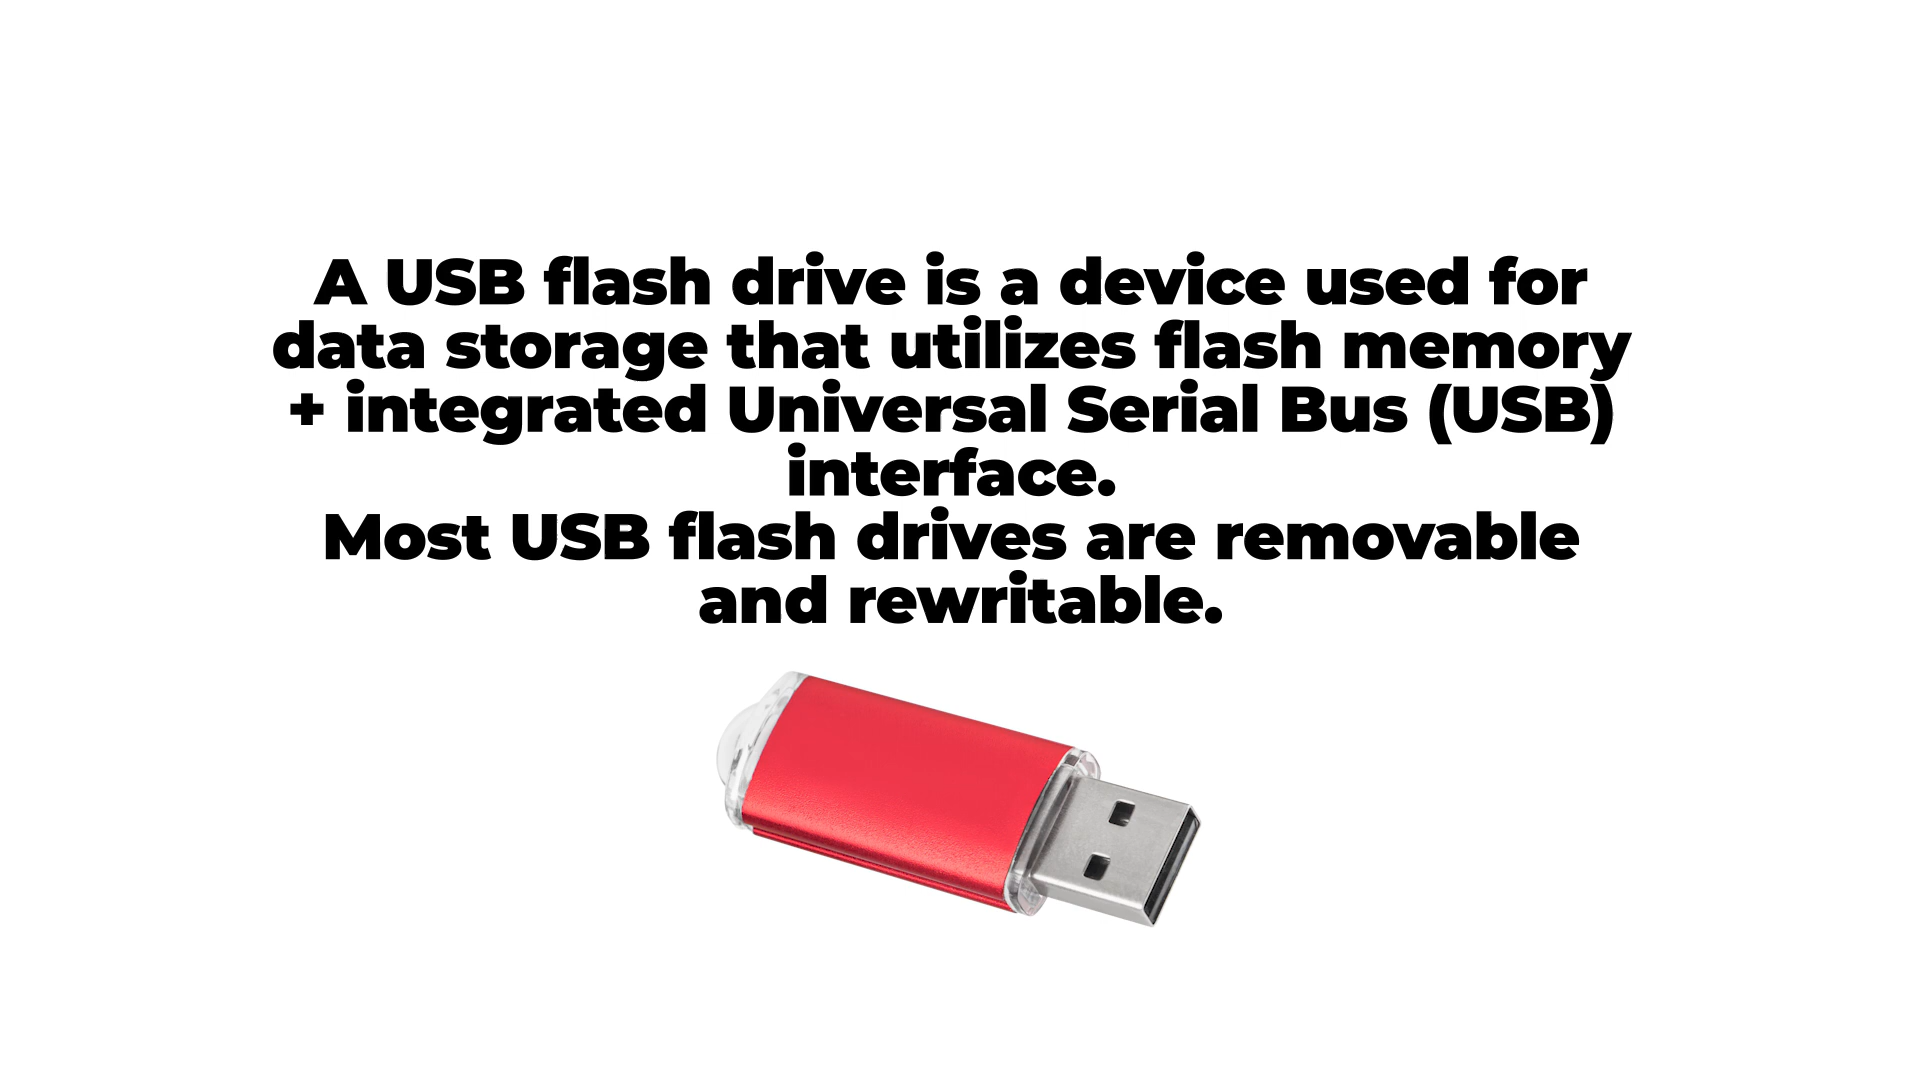 A USB flash drive is a device used for
data storage that utilizes flash memory
+ integrated Universal Serial Bus (USB)
interface.
Most USB flash drives are removable
and rewritable.